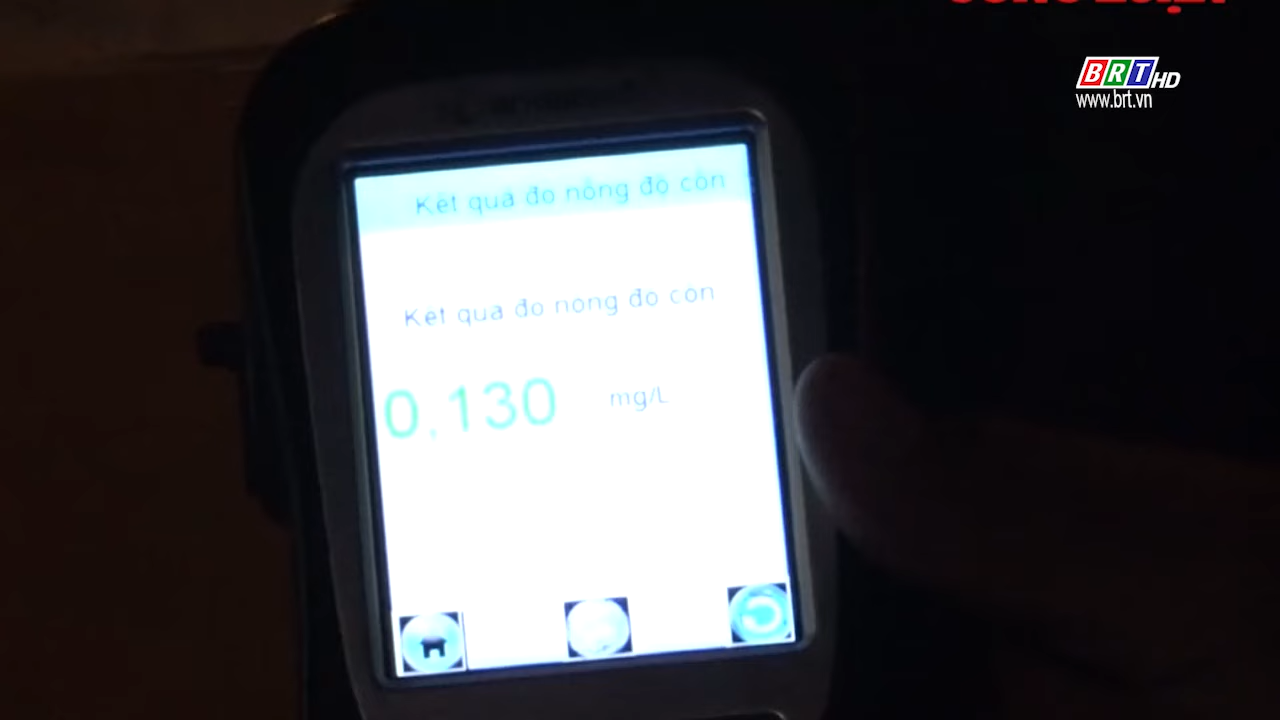 BRT HD
www.brt.vn
Kết quả đo nồng độ cồn
Kết quả đo nồng độ cồn
0,130 mg/L